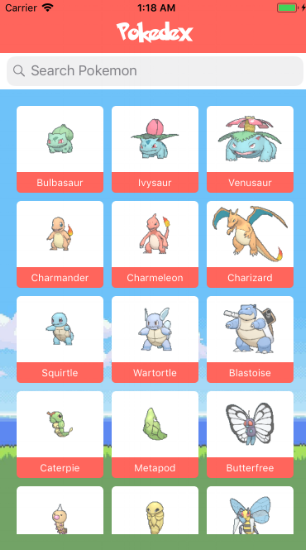 Carrier 1:18 AM
Pokedex
Search Pokemon
Bulbasaur Ivysaur Venusaur
Charmander Charmeleon Charizard
Squirtle Wartortle Blastoise
Caterpie Metapod Butterfree